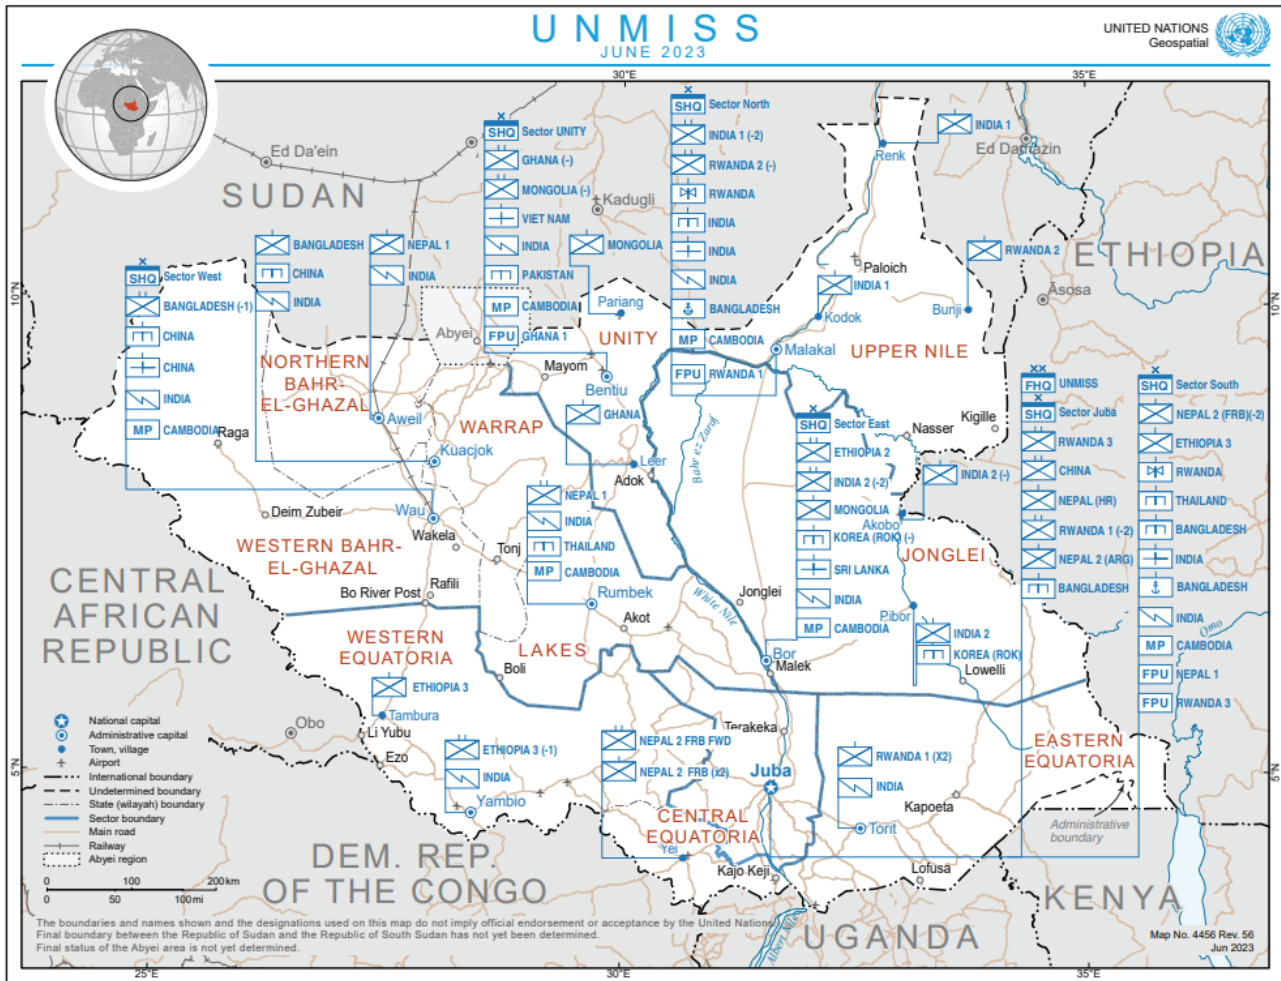 UNMISS
JUNE 2023
UNITED NATIONS
Geospatial
30°E
35°E
SHQ Sector North
INDIA 1 (-2)
RWANDA 2 (-)
RWANDA
INDIA
INDIA
INDIA
BANGLADESH
MP CAMBODIA
FPU RWANDA 1
SHQ Sector UNITY
GHANA (-)
MONGOLIA (-)
VIET NAM
INDIA
PAKISTAN
MP CAMBODIA
FPU GHANA 1
INDIA 1
Renk
Ed Damazin
Ed Da'ein
SUDAN
Kadugli
MONGOLIA
Pariang
BANGLADESH
CHINA
INDIA
NEPAL 1
INDIA
SHQ Sector West
BANGLADESH (-1)
CHINA
CHINA
INDIA
MP CAMBODIA
RWANDA 2
ETHIOPIA
Āsosa
Paloich
INDIA 1
Kodok
Bunji
10°N
10°N
Abyei
UNITY
Malakal
UPPER NILE
NORTHERN
BAHR-
EL-GHAZAL
Mayom
Bentiu
GHANA
Leer
Adok
Bahr ez Zaraf
Aweil
WARRAP
Raga
Kuacjok
Nasser
Kigille
FHQ UNMISS
SHQ Sector Juba
RWANDA 3
CHINA
NEPAL (HR)
RWANDA 1 (-2)
NEPAL 2 (ARG)
BANGLADESH
SHQ Sector South
NEPAL 2 (FRB)(-2)
ETHIOPIA 3
RWANDA
THAILAND
BANGLADESH
INDIA
BANGLADESH
INDIA
MP CAMBODIA
FPU NEPAL 1
FPU RWANDA 3
SHQ Sector East
ETHIOPIA 2
INDIA 2 (-2)
MONGOLIA
KOREA (ROK) (-)
SRI LANKA
INDIA
MP CAMBODIA
INDIA 2 (-)
Akobo
JONGLEI
NEPAL 1
INDIA
THAILAND
MP CAMBODIA
Deim Zubeir
Wau
Wakela
Tonj
WESTERN BAHR-
EL-GHAZAL
Rafili
Bo River Post
Rumbek
Akot
White Nile
Jonglei
Pibor
INDIA 2
KOREA (ROK)
Omo
CENTRAL
AFRICAN
REPUBLIC
WESTERN
EQUATORIA
LAKES
Boli
Bor
Malek
Lowelli
ETHIOPIA 3
Tambura
Li Yubu
Obo
Ezo
ETHIOPIA 3 (-1)
INDIA
Yambio
NEPAL 2 FRB FWD
NEPAL 2 FRB (x2)
Terakeka
Juba
RWANDA 1 (X2)
INDIA
Torit
Kapoeta
EASTERN
EQUATORIA
Administrative
boundary
CENTRAL
EQUATORIA
Yei
Kajo Keji
Lofusa
5°N
5°N
National capital
Administrative capital
Town, village
Airport
International boundary
Undetermined boundary
State (wilayah) boundary
Sector boundary
Main road
Railway
Abyei region
0 100 200 km
0 50 100 mi
DEM. REP.
OF THE CONGO
UGANDA
KENYA
Albert Nile
The boundaries and names shown and the designations used on this map do not imply official endorsement or acceptance by the United Nations.
Final boundary between the Republic of Sudan and the Republic of South Sudan has not yet been determined.
Final status of the Abyei area is not yet determined.
Map No. 4456 Rev. 56
Jun 2023
25°E
30°E
35°E